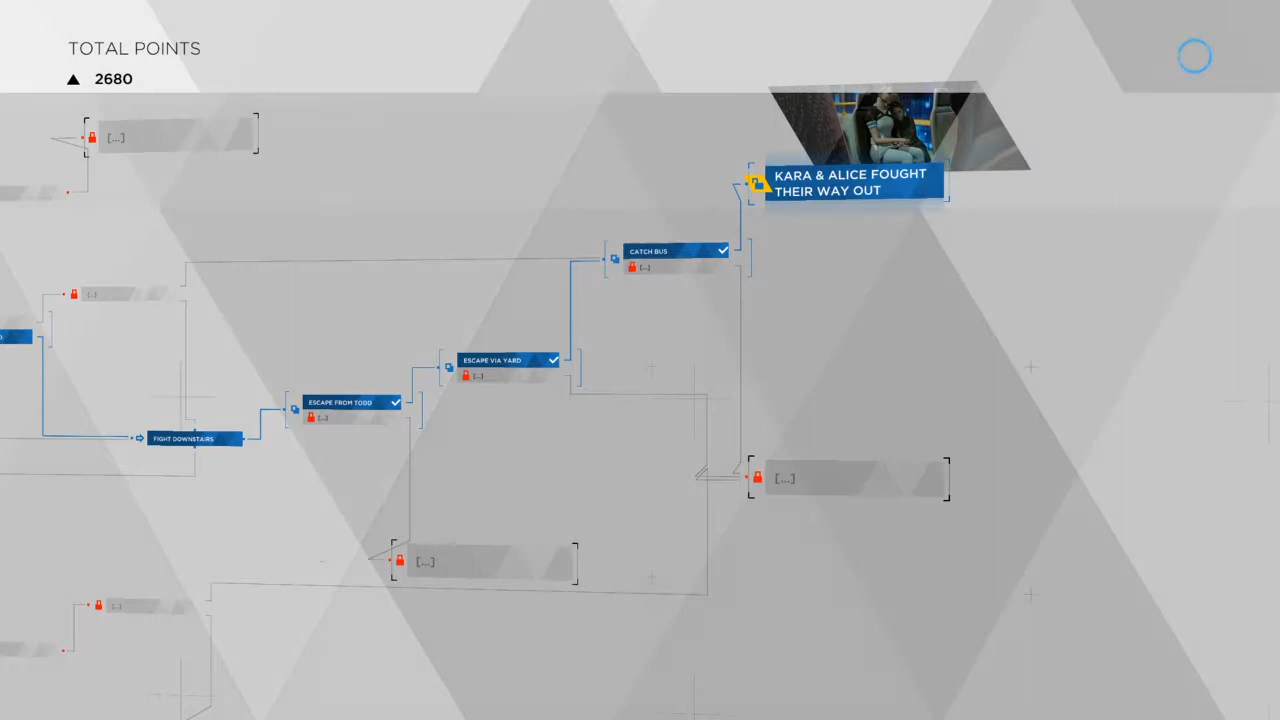 TOTAL POINTS
2680
[...]
KARA & ALICE FOUGHT
THEIR WAY OUT
CATCH BUS
[...]
[...]
ESCAPE VIA YARD
[...]
ESCAPE FROM TODD
[...]
FIGHT DOWNSTAIRS
[...]
[...]
[...]